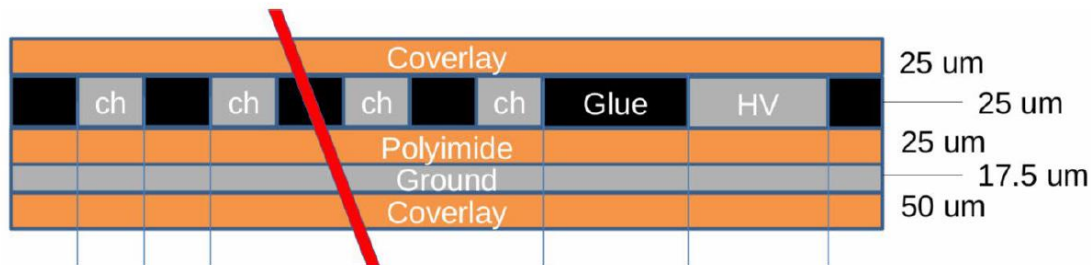 Coverlay 25 um
ch ch ch ch Glue HV 25 um
Polyimide 25 um
Ground 17.5 um
Coverlay 50 um